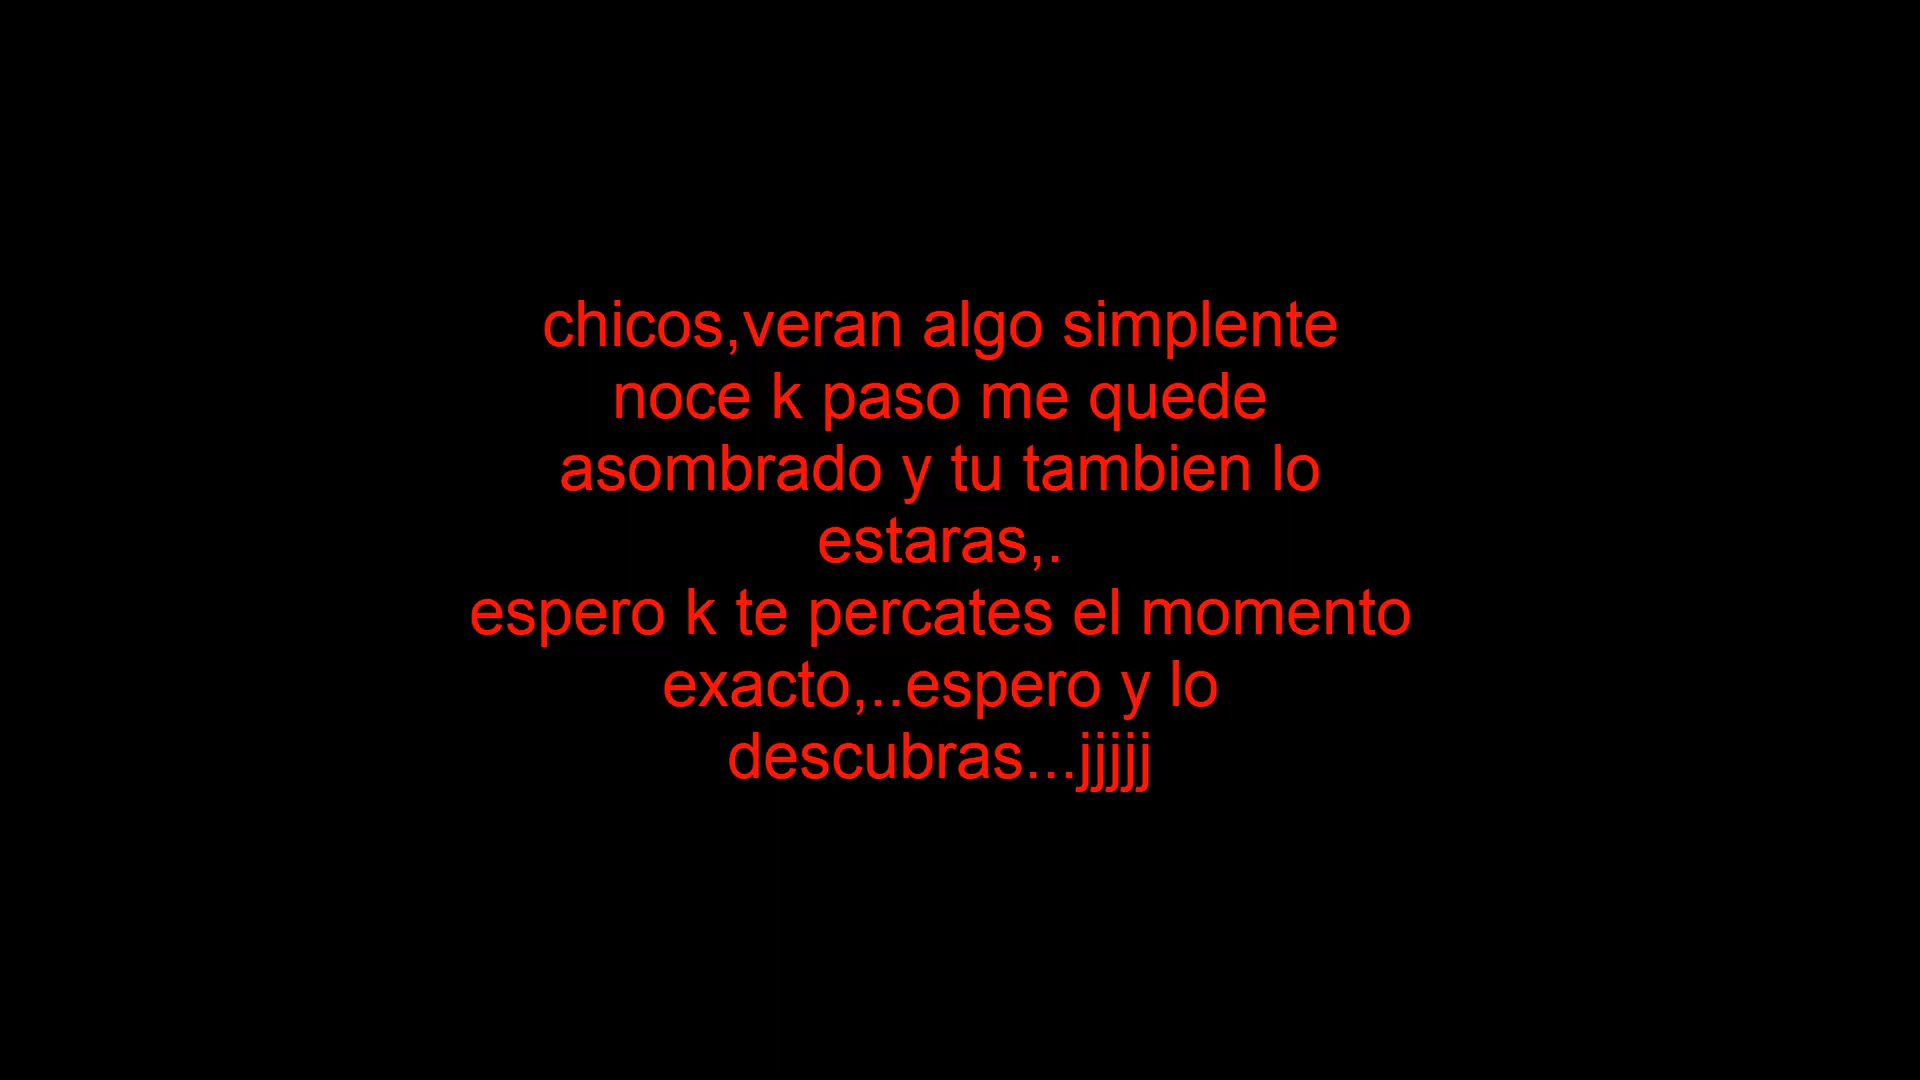 chicos,veran algo simplente
noce k paso me quede
asombrado y tu tambien lo
estaras,.
espero k te percates el momento
exacto,..espero y lo
descubras...jjjjj